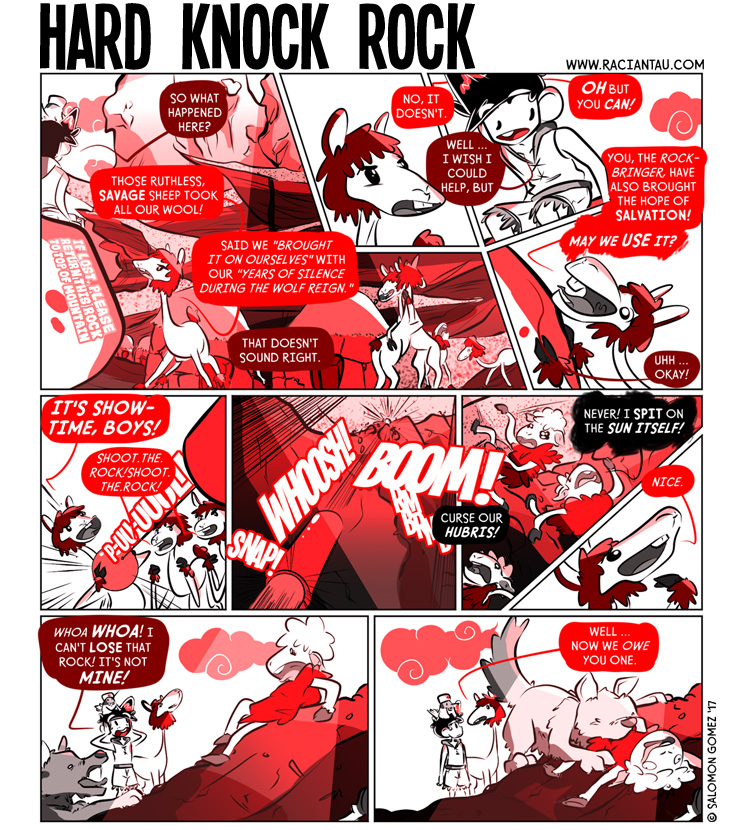 HARD KNOCK ROCK
WWW.RACIANTAU.COM
SO WHAT
HAPPENED
HERE?
THOSE RUTHLESS,
SAVAGE SHEEP TOOK
ALL OUR WOOL!
NO, IT
DOESN'T.
WELL ...
I WISH I
COULD
HELP, BUT
OH BUT
YOU CAN!
YOU, THE ROCK-
BRINGER, HAVE
ALSO BROUGHT
THE HOPE OF
SALVATION!
IF LOST, PLEASE
RETURN THIS ROCK
TO TOP OF MOUNTAIN
SAID WE "BROUGHT
IT ON OURSELVES" WITH
OUR "YEARS OF SILENCE
DURING THE WOLF REIGN."
THAT DOESN'T
SOUND RIGHT.
MAY WE USE IT?
UHH ...
OKAY!
IT'S SHOW-
TIME, BOYS!
SHOOT.THE.
ROCK!SHOOT.
THE.ROCK!
SNAP!
WHOOSH!
BOOM!
CURSE OUR
HUBRIS!
NEVER! I SPIT ON
THE SUN ITSELF!
NICE.
WHOA WHOA! I
CAN'T LOSE THAT
ROCK! IT'S NOT
MINE!
WELL ...
NOW WE OWE
YOU ONE.
© SALOMON GOMEZ '17